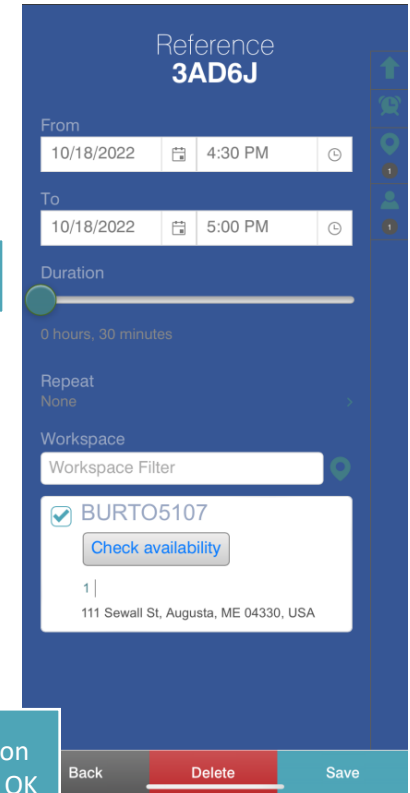 Reference
3AD6J
From
10/18/2022 4:30 PM
1
To
1
10/18/2022 5:00 PM
Duration
0 hours, 30 minutes
Repeat
None
Workspace
Workspace Filter
BURTO5107
Check availability
1
111 Sewall St, Augusta, ME 04330, USA
on
OK
Back Delete Save